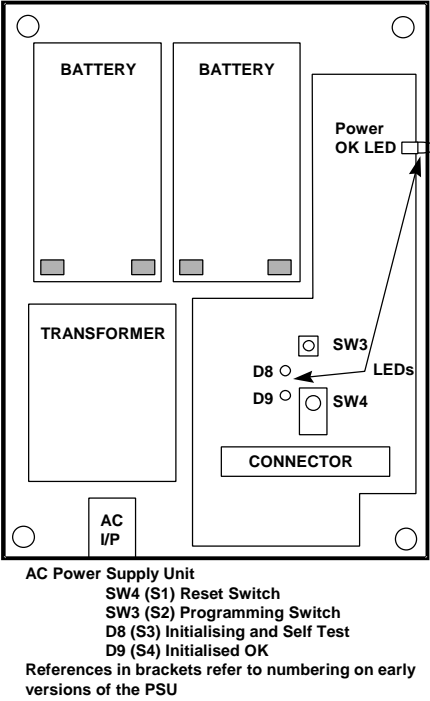 BATTERY BATTERY
Power
OK LED
TRANSFORMER
SW3
D8
LEDs
D9
SW4
CONNECTOR
AC
I/P
AC Power Supply Unit
SW4 (S1) Reset Switch
SW3 (S2) Programming Switch
D8 (S3) Initialising and Self Test
D9 (S4) Initialised OK
References in brackets refer to numbering on early
versions of the PSU